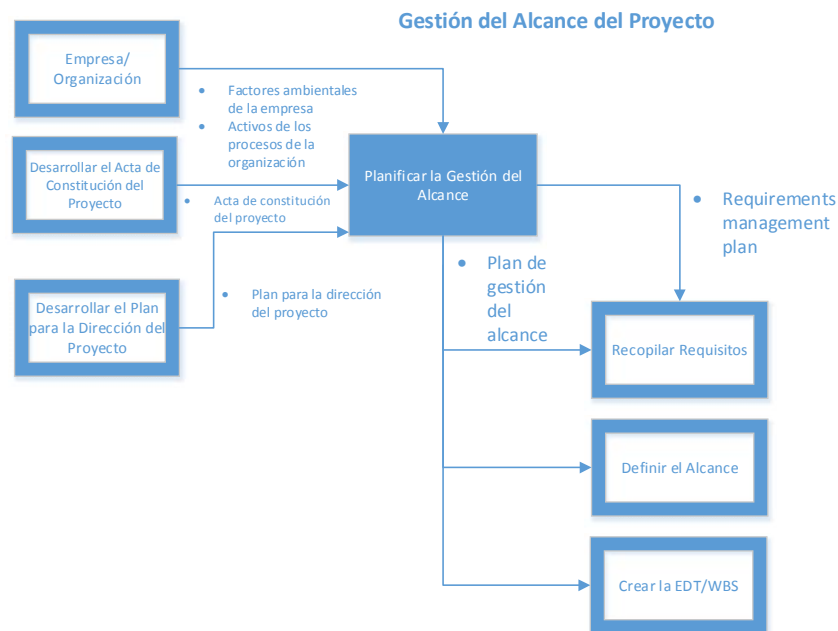 Gestión del Alcance del Proyecto
Empresa/
Organización
• Factores ambientales
de la empresa
• Activos de los
procesos de la
organización
Desarrollar el Acta de
Constitución del
Proyecto
• Acta de constitución
del proyecto
Planificar la Gestión del
Alcance
• Requirements
management
plan
Desarrollar el Plan
para la Dirección del
Proyecto
• Plan para la dirección
del proyecto
• Plan de
gestión
del
alcance
Recopilar Requisitos
Definir el Alcance
Crear la EDT/WBS